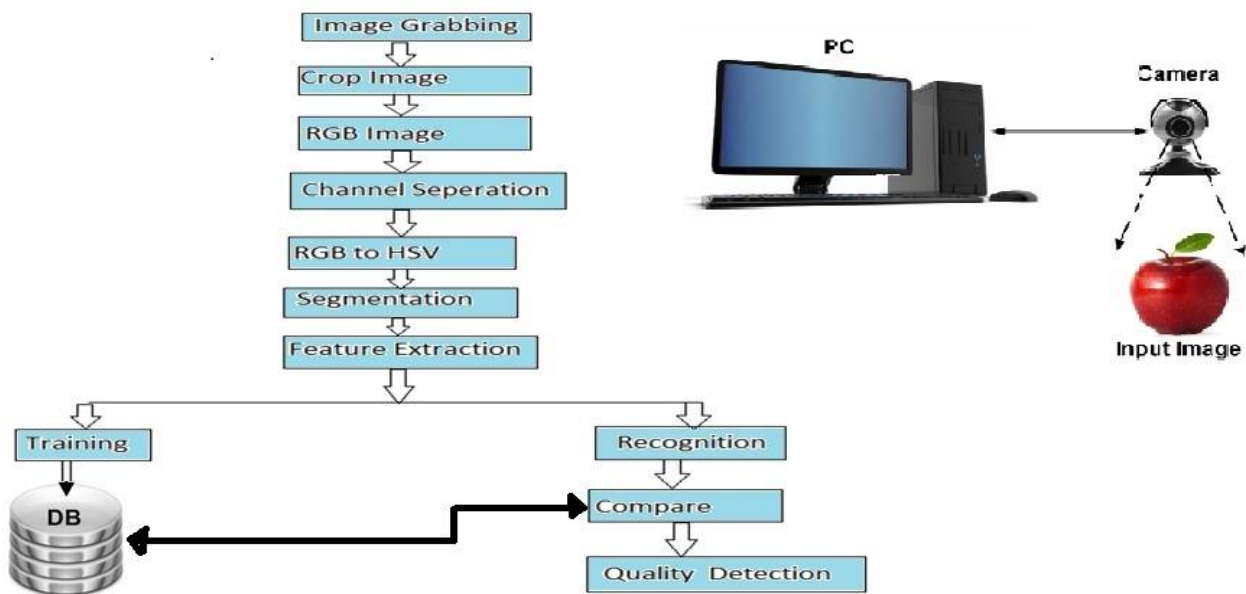 Image Grabbing
Crop Image
RGB Image
Channel Seperation
RGB to HSV
Segmentation
Feature Extraction
Training
DB
Recognition
Compare
Quality Detection
PC
Camera
Input Image